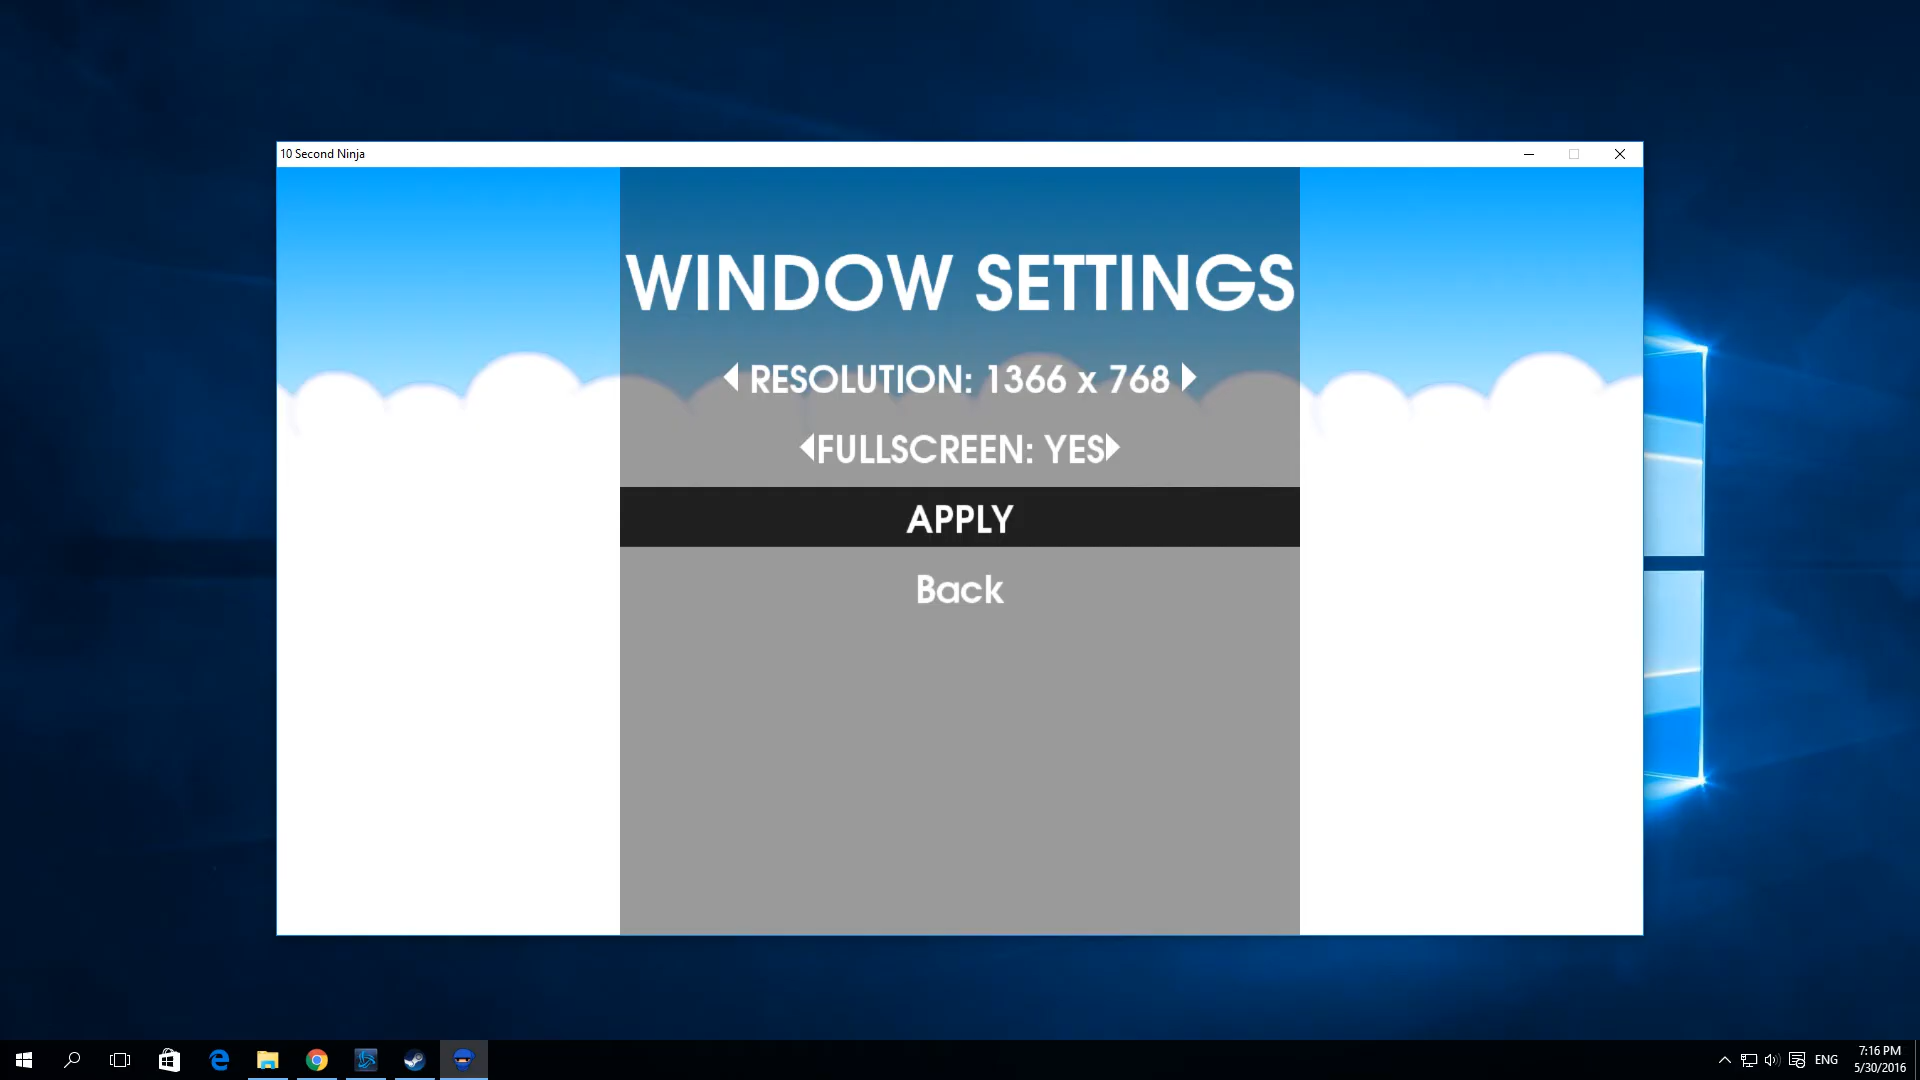 10 Second Ninja
WINDOW SETTINGS
RESOLUTION: 1366 x 768
FULLSCREEN: YES
APPLY
Back
ENG
7:16 PM
5/30/2016